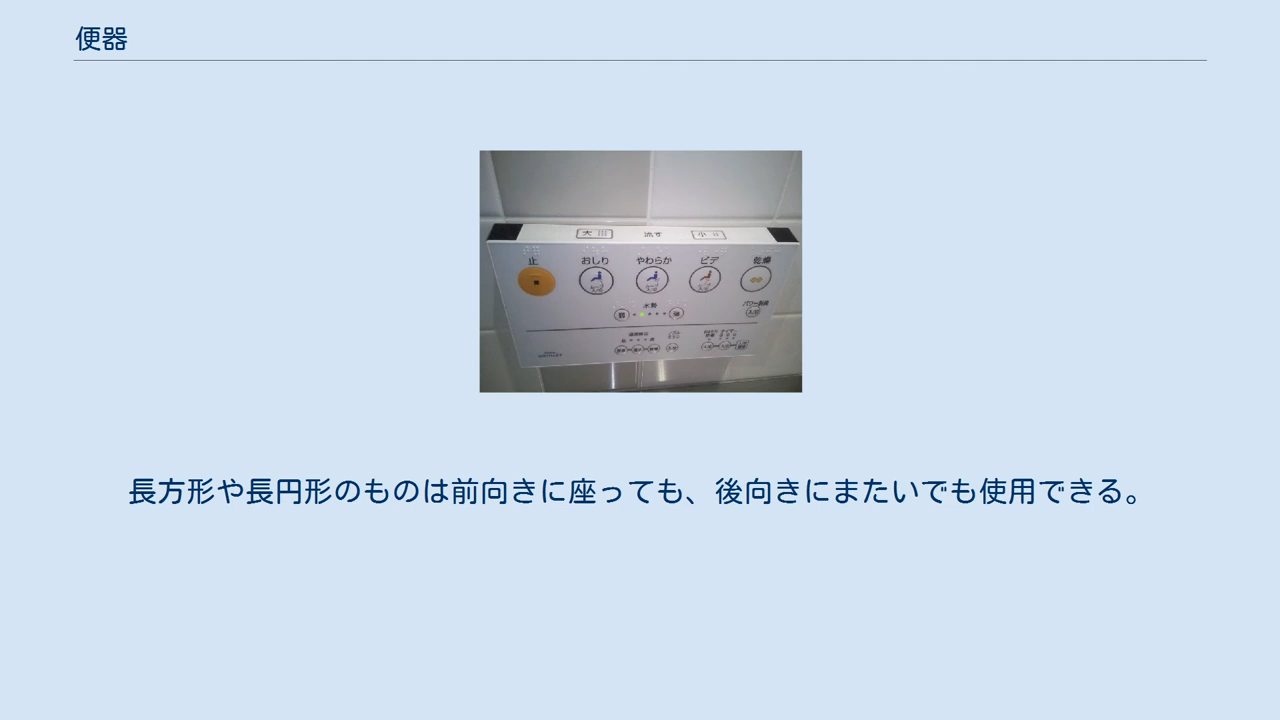 便器
大 流す 小
止 おしり やわらか ビデ 乾燥
水勢
弱 強
長方形や長円形のものは前向きに座っても、後向きにまたいでも使用できる。